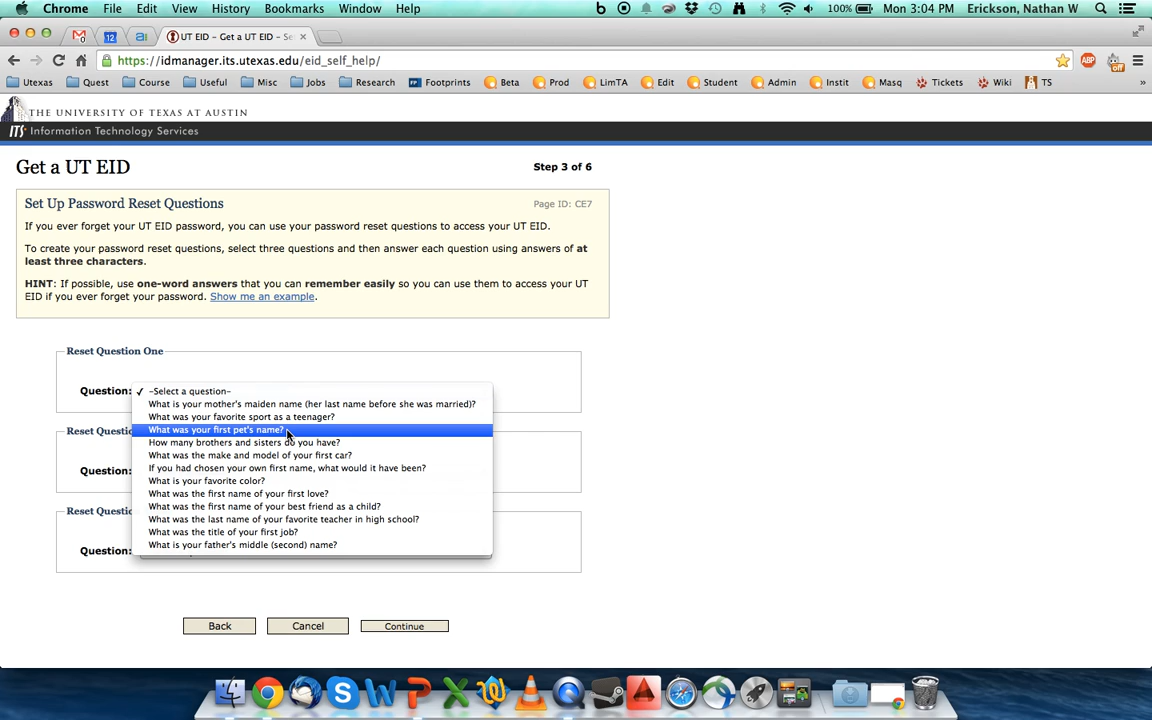 Chrome File Edit View History Bookmarks Window Help 100% Mon 3:04 PM Erickson, Nathan W
UT EID – Get a UT EID – Se
https://idmanager.its.utexas.edu/eid_self_help/
Utexas Quest Course Useful Misc Jobs Research Footprints Beta Prod LimTA Edit Student Admin Instit Masq Tickets Wiki TS »
THE UNIVERSITY OF TEXAS AT AUSTIN
ITS Information Technology Services
Get a UT EID Step 3 of 6
Set Up Password Reset Questions Page ID: CE7
If you ever forget your UT EID password, you can use your password reset questions to access your UT EID.
To create your password reset questions, select three questions and then answer each question using answers of at
least three characters.
HINT: If possible, use one-word answers that you can remember easily so you can use them to access your UT
EID if you ever forget your password. Show me an example.
Reset Question One
Question: ✓ -Select a question-
What is your mother's maiden name (her last name before she was married)?
What was your favorite sport as a teenager?
What was your first pet's name?
Reset Questio How many brothers and sisters do you have?
What was the make and model of your first car?
Question: If you had chosen your own first name, what would it have been?
What is your favorite color?
What was the first name of your first love?
Reset Questio What was the first name of your best friend as a child?
What was the last name of your favorite teacher in high school?
What was the title of your first job?
Question: What is your father's middle (second) name?
Back Cancel Continue